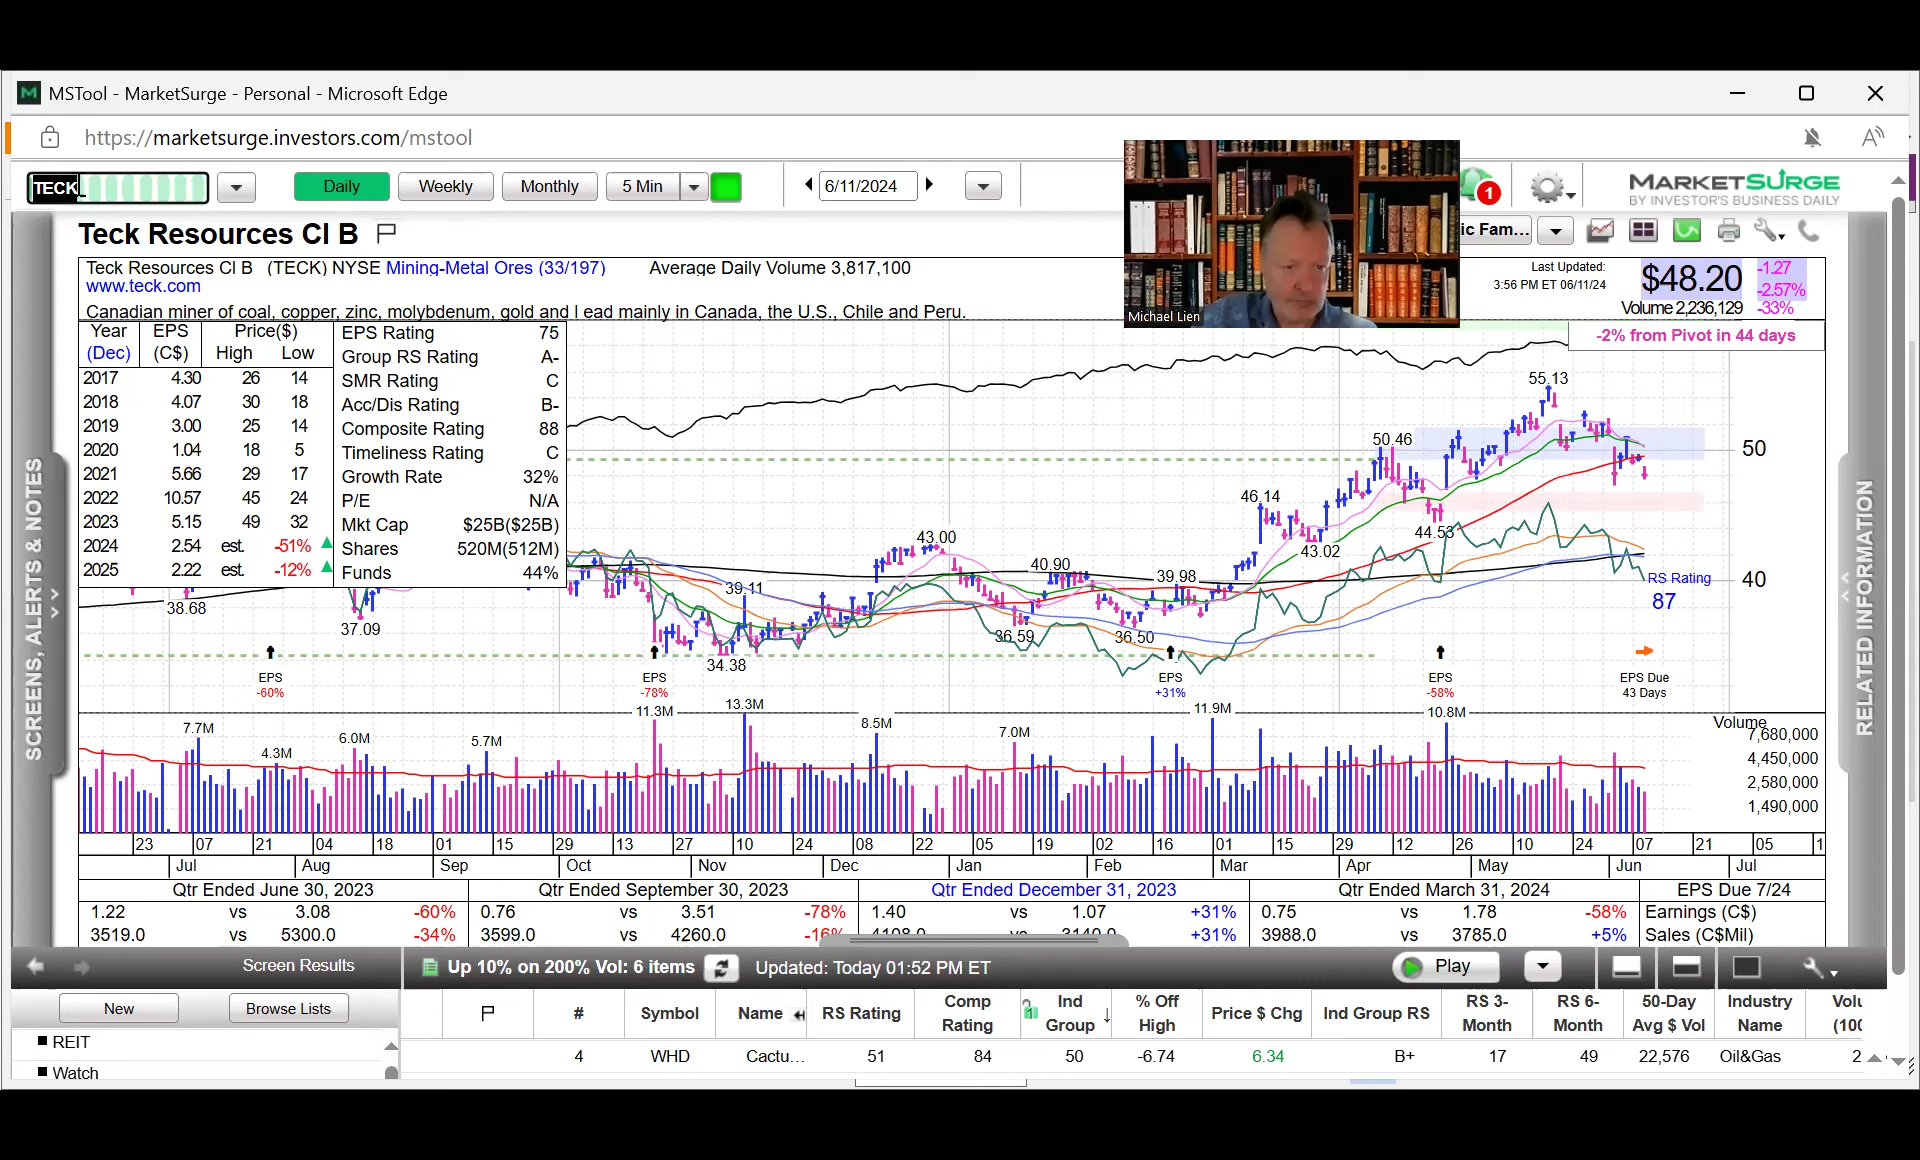 MSTool - MarketSurge - Personal - Microsoft Edge
https://marketsurge.investors.com/mstool
TECK
Daily Weekly Monthly 5 Min 6/11/2024
1
MARKETSURGE
BY INVESTOR'S BUSINESS DAILY
Teck Resources Cl B
ic Fam...
Teck Resources Cl B (TECK) NYSE Mining-Metal Ores (33/197) Average Daily Volume 3,817,100
www.teck.com
Canadian miner of coal, copper, zinc, molybdenum, gold and l ead mainly in Canada, the U.S., Chile and Peru.
Michael Lien
Last Updated:
3:56 PM ET 06/11/24
$48.20
-1.27
-2.57%
Volume 2,236,129 -33%
-2% from Pivot in 44 days
Year EPS Price($)
(Dec) (C$) High Low
2017 4.30 26 14
2018 4.07 30 18
2019 3.00 25 14
2020 1.04 18 5
2021 5.66 29 17
2022 10.57 45 24
2023 5.15 49 32
2024 2.54 est. -51%
2025 2.22 est. -12%
EPS Rating 75
Group RS Rating A-
SMR Rating C
Acc/Dis Rating B-
Composite Rating 88
Timeliness Rating C
Growth Rate 32%
P/E N/A
Mkt Cap $25B($25B)
Shares 520M(512M)
Funds 44%
55.13
50.46
50
46.14
44.53
43.00
43.02
40.90
39.98
39.11
40
38.68
37.09
36.59
36.50
34.38
RS Rating
87
EPS
-60%
EPS
-78%
EPS
+31%
EPS
-58%
EPS Due
43 Days
7.7M 4.3M 6.0M 5.7M 11.3M 13.3M 8.5M 7.0M 11.9M 10.8M
Volume
7,680,000
4,450,000
2,580,000
1,490,000
23 07 21 04 18 01 15 29 13 27 10 24 08 22 05 19 02 16 01 15 29 12 26 10 24 07 21 05 1
Jul Aug Sep Oct Nov Dec Jan Feb Mar Apr May Jun Jul
Qtr Ended June 30, 2023 Qtr Ended September 30, 2023 Qtr Ended December 31, 2023 Qtr Ended March 31, 2024 EPS Due 7/24
1.22 vs 3.08 -60% 0.76 vs 3.51 -78% 1.40 vs 1.07 +31% 0.75 vs 1.78 -58% Earnings (C$)
3519.0 vs 5300.0 -34% 3599.0 vs 4260.0 -16% 4108.0 vs 3140.0 +31% 3988.0 vs 3785.0 +5% Sales (C$Mil)
SCREENS, ALERTS & NOTES
RELATED INFORMATION
Screen Results Up 10% on 200% Vol: 6 items Updated: Today 01:52 PM ET Play
New Browse Lists
REIT
Watch
# Symbol Name RS Rating Comp Rating 1 Ind Group % Off High Price $ Chg Ind Group RS RS 3-Month RS 6-Month 50-Day Avg $ Vol Industry Name Volu (100
4 WHD Cactu... 51 84 50 -6.74 6.34 B+ 17 49 22,576 Oil&Gas 2